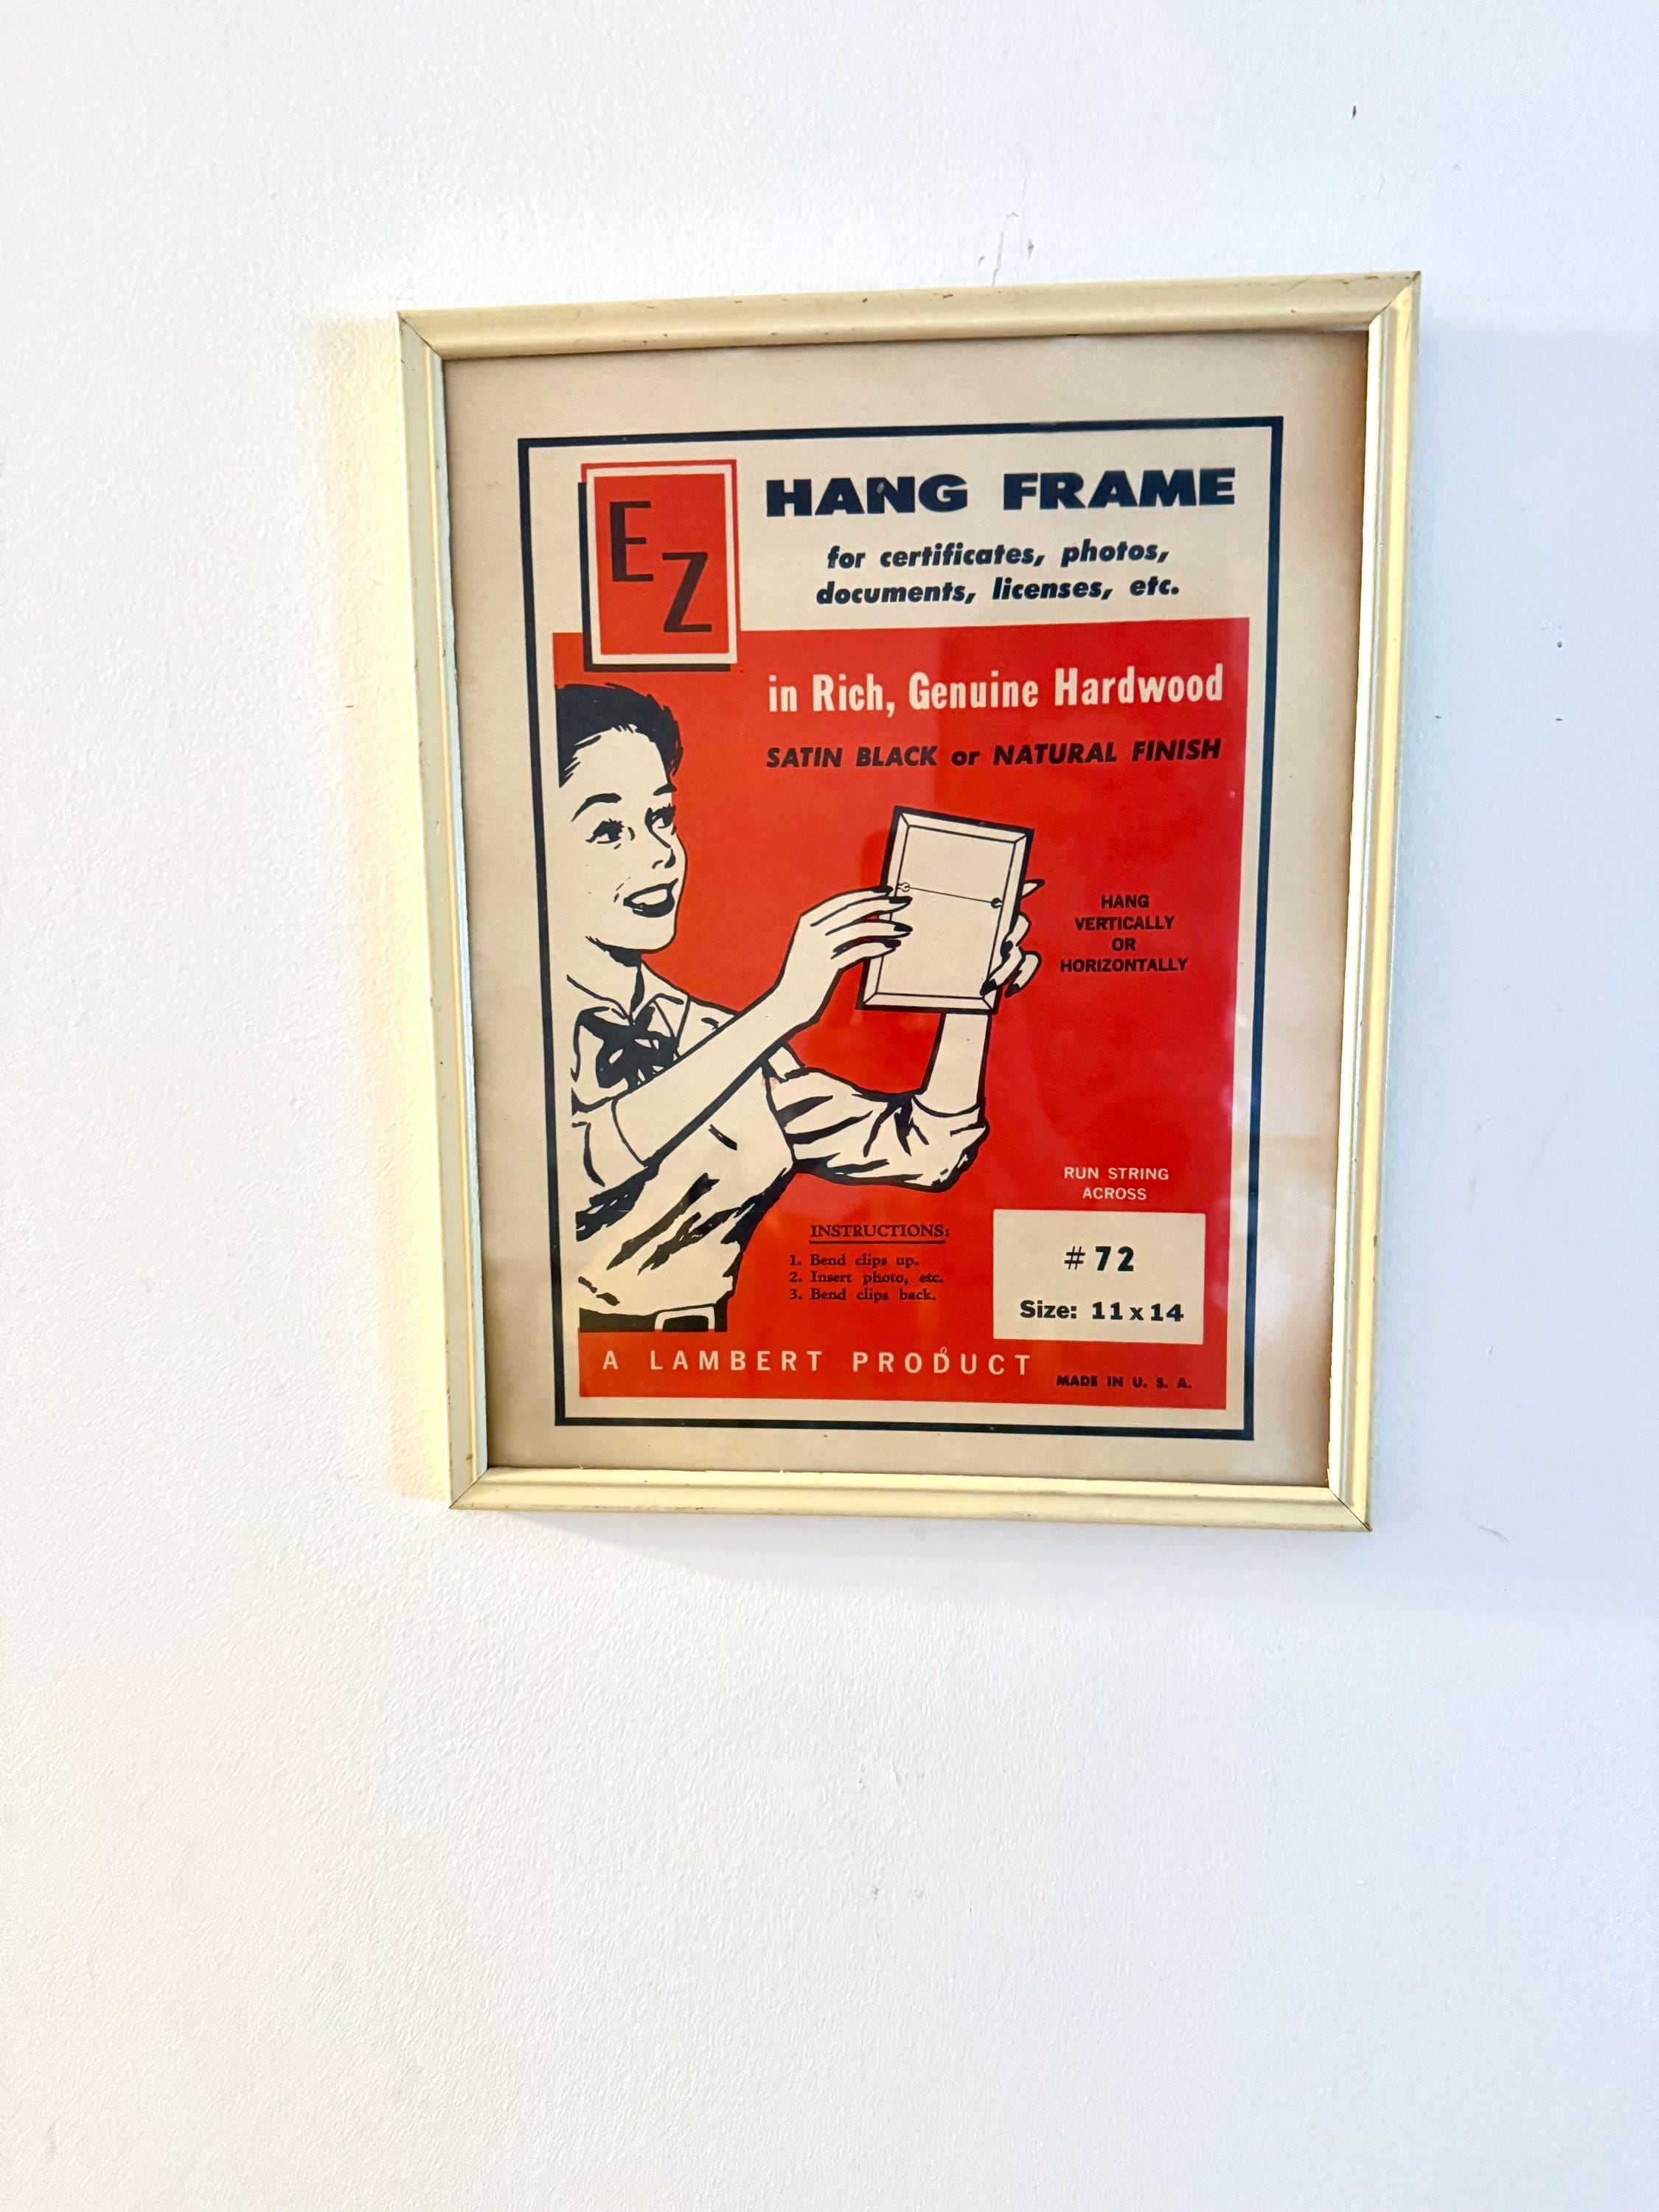 EZ
HANG FRAME
for certificates, photos,
documents, licenses, etc.
in Rich, Genuine Hardwood
SATIN BLACK or NATURAL FINISH
HANG
VERTICALLY
OR
HORIZONTALLY
RUN STRING
ACROSS
INSTRUCTIONS:
1. Bend clips up.
2. Insert photo, etc.
3. Bend clips back.
#72
Size: 11x14
A LAMBERT PRODUCT
MADE IN U. S. A.